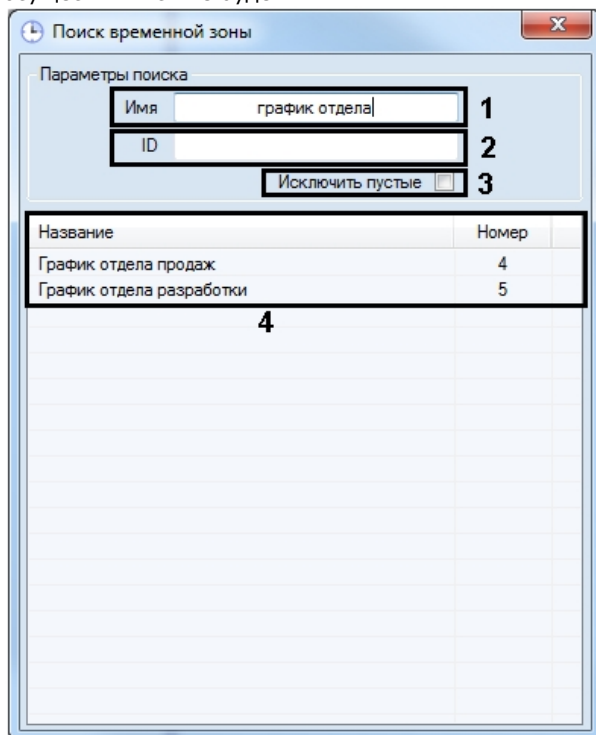 Поиск временной зоны
Параметры поиска
Имя график отдела 1
ID 2
Исключить пустые 3
Название Номер
График отдела продаж 4
График отдела разработки 5
4